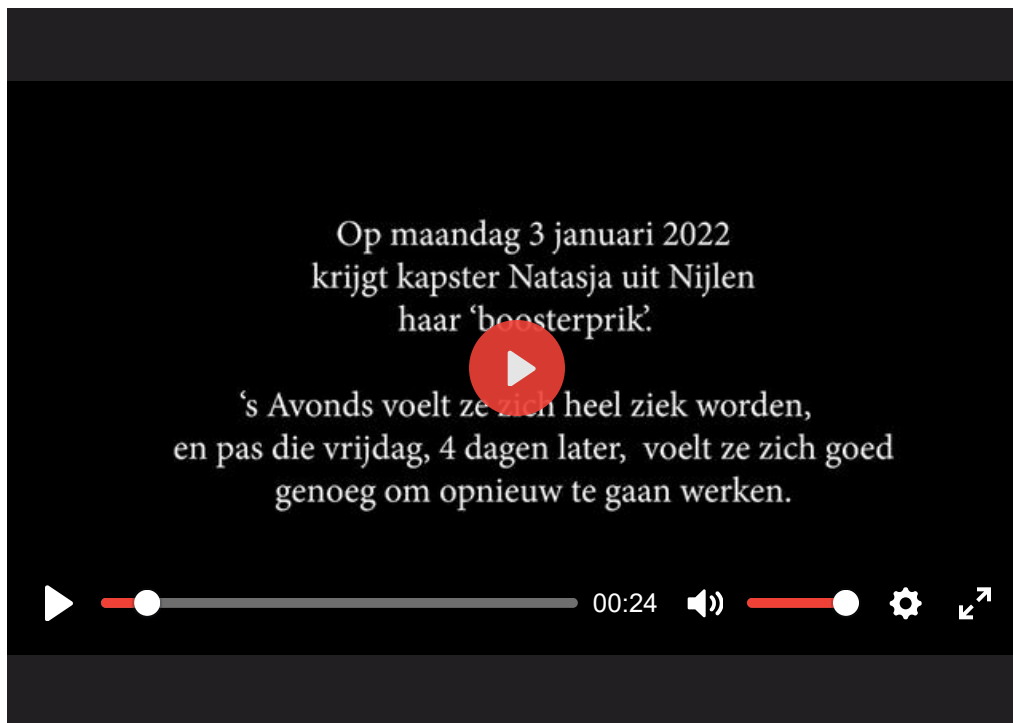 Op maandag 3 januari 2022
krijgt kapster Natasja uit Nijlen
haar ‘boosterprik’.
‘s Avonds voelt ze zich heel ziek worden,
en pas die vrijdag, 4 dagen later,  voelt ze zich goed
genoeg om opnieuw te gaan werken.
00:24